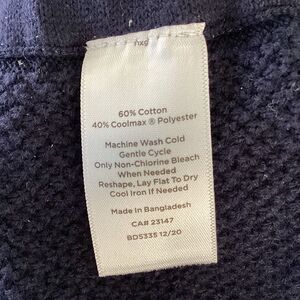 60% Cotton
40% Coolmax ® Polyester
Machine Wash Cold
Gentle Cycle
Only Non-Chlorine Bleach
When Needed
Reshape, Lay Flat To Dry
Cool Iron If Needed
Made in Bangladesh
CA# 23147
BD5335 12/20